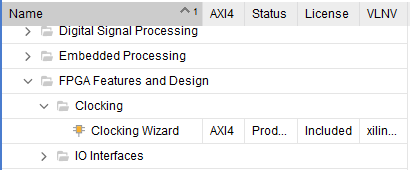 Name 1 AXI4 Status License VLNV
Digital Signal Processing
Embedded Processing
FPGA Features and Design
Clocking
Clocking Wizard AXI4 Prod... Included xilin...
IO Interfaces